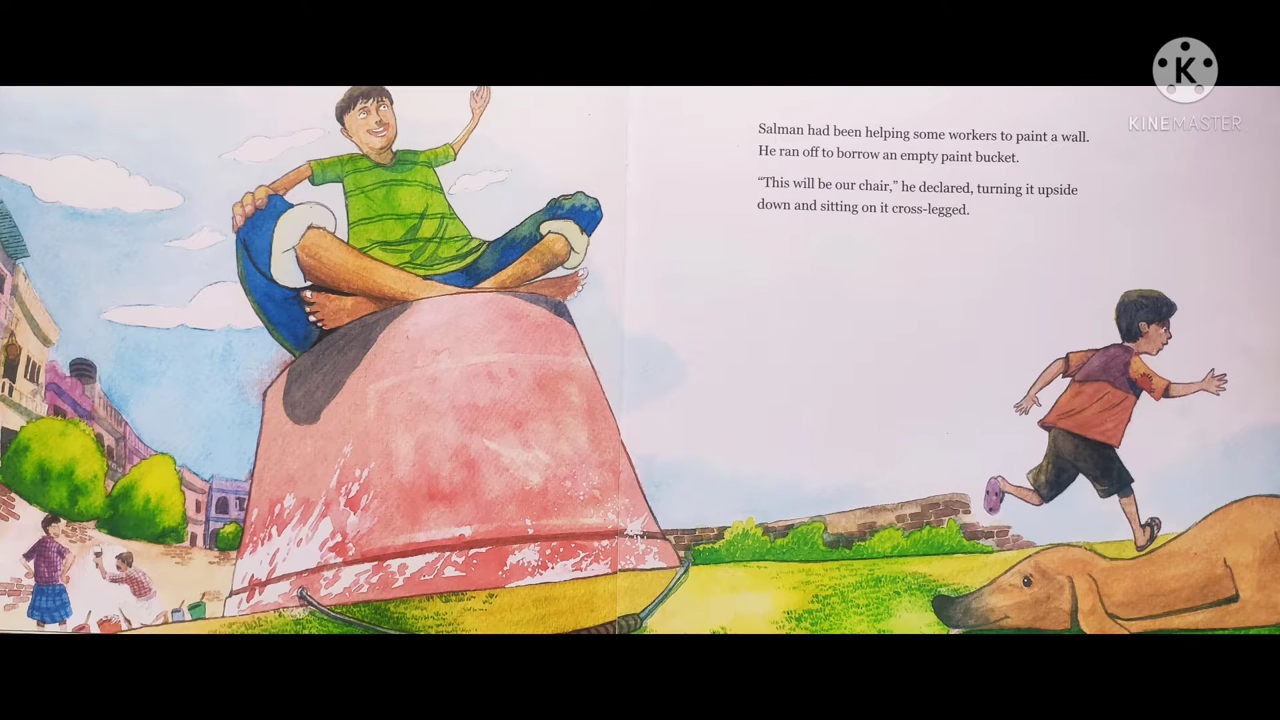 K
KINEMASTER
Salman had been helping some workers to paint a wall.
He ran off to borrow an empty paint bucket.
“This will be our chair,” he declared, turning it upside
down and sitting on it cross-legged.